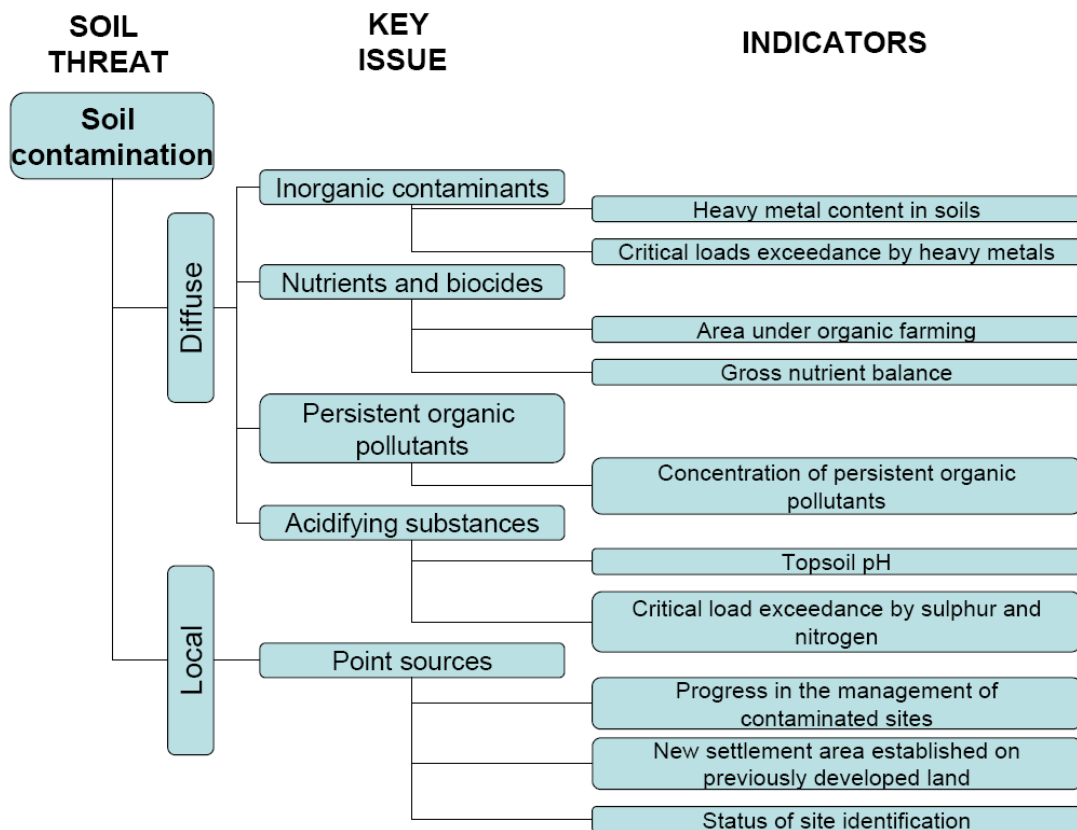 SOIL
THREAT
KEY
ISSUE
INDICATORS
Soil
contamination
Diffuse
Local
Inorganic contaminants
Heavy metal content in soils
Critical loads exceedance by heavy metals
Nutrients and biocides
Area under organic farming
Gross nutrient balance
Persistent organic
pollutants
Concentration of persistent organic
pollutants
Acidifying substances
Topsoil pH
Critical load exceedance by sulphur and
nitrogen
Point sources
Progress in the management of
contaminated sites
New settlement area established on
previously developed land
Status of site identification